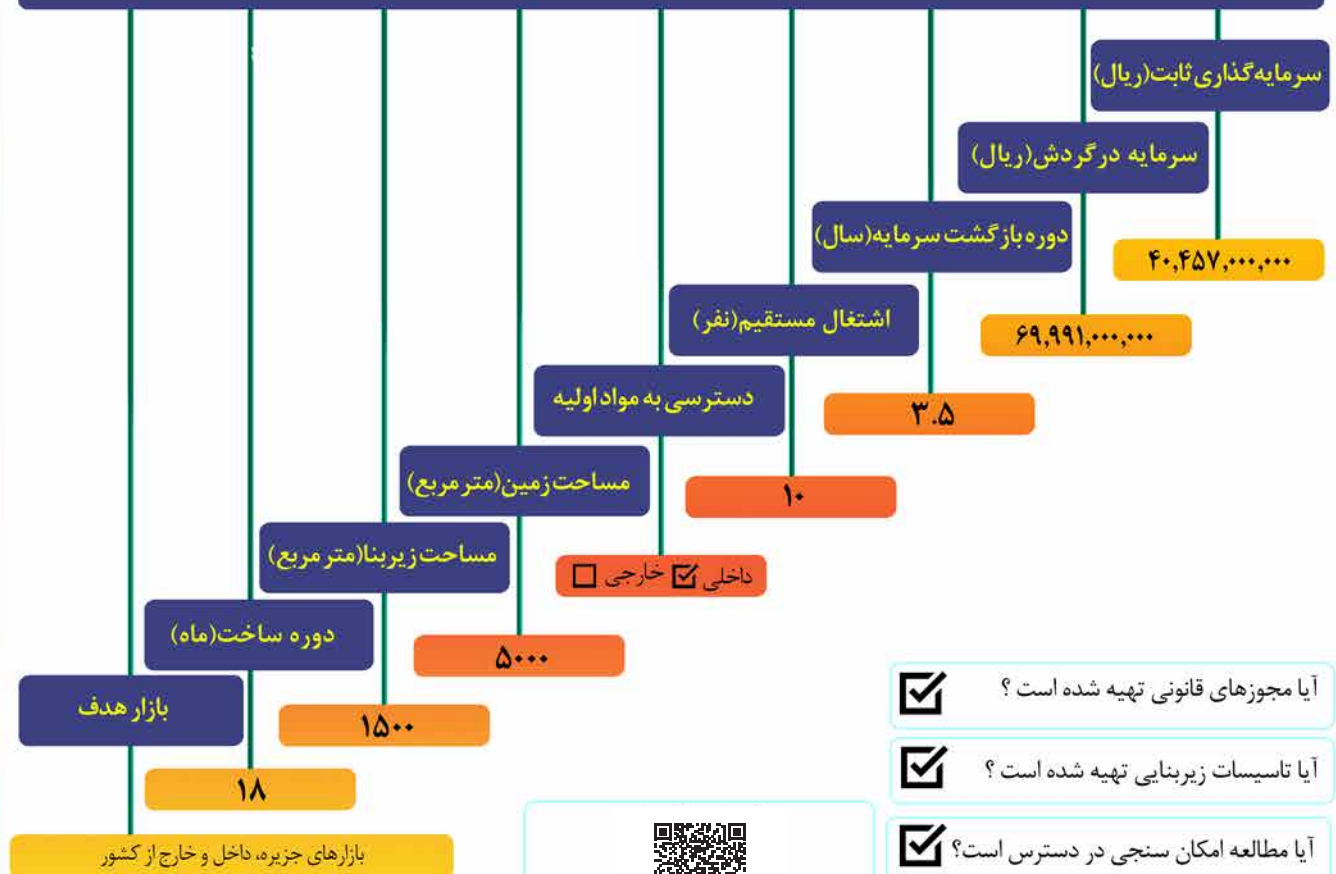 سرمایه‌گذاری ثابت(ریال)
۴۰,۴۵۷,۰۰۰,۰۰۰
سرمایه در گردش(ریال)
۶۹,۹۹۱,۰۰۰,۰۰۰
دوره بازگشت سرمایه(سال)
۳.۵
اشتغال مستقیم(نفر)
۱۰
دسترسی به مواد اولیه
داخلی ☑ خارجی ☐
مساحت زمین(متر مربع)
۵۰۰۰
مساحت زیربنا(متر مربع)
۱۵۰۰
دوره ساخت(ماه)
۱۸
بازار هدف
بازارهای جزیره، داخل و خارج از کشور
آیا مجوزهای قانونی تهیه شده است ؟ ☑
آیا تاسیسات زیربنایی تهیه شده است ؟ ☑
آیا مطالعه امکان سنجی در دسترس است؟ ☑